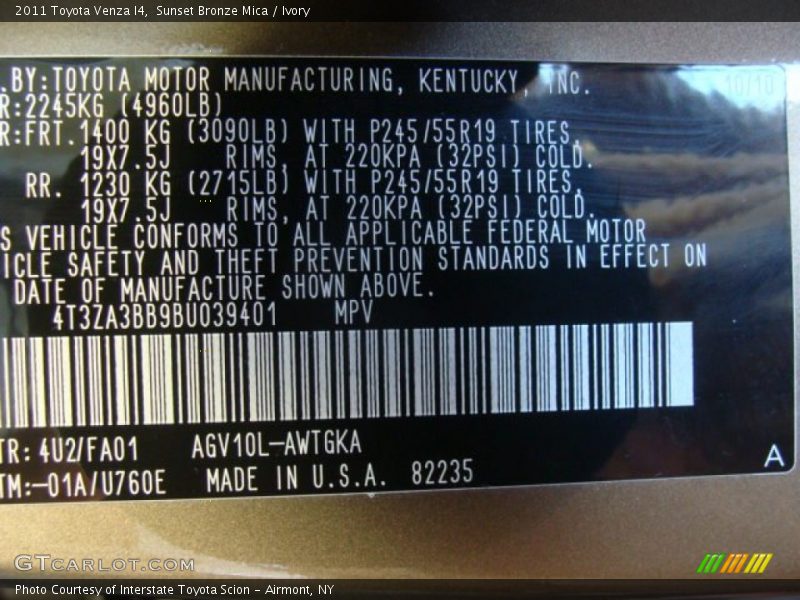 2011 Toyota Venza I4, Sunset Bronze Mica / Ivory
.BY:TOYOTA MOTOR MANUFACTURING, KENTUCKY, INC. 10/10
R:2245KG (4960LB)
R:FRT. 1400 KG (3090LB) WITH P245/55R19 TIRES,
19X7.5J RIMS, AT 220KPA (32PSI) COLD.
RR. 1230 KG (2715LB) WITH P245/55R19 TIRES,
19X7.5J RIMS, AT 220KPA (32PSI) COLD.
S VEHICLE CONFORMS TO ALL APPLICABLE FEDERAL MOTOR
ICLE SAFETY AND THEFT PREVENTION STANDARDS IN EFFECT ON
DATE OF MANUFACTURE SHOWN ABOVE.
4T3ZA3BB9BU039401 MPV
TR: 4U2/FA01 AGV10L-AWTGKA
TM:-01A/U760E MADE IN U.S.A. 82235
A
GTCARLOT.COM
Photo Courtesy of Interstate Toyota Scion - Airmont, NY